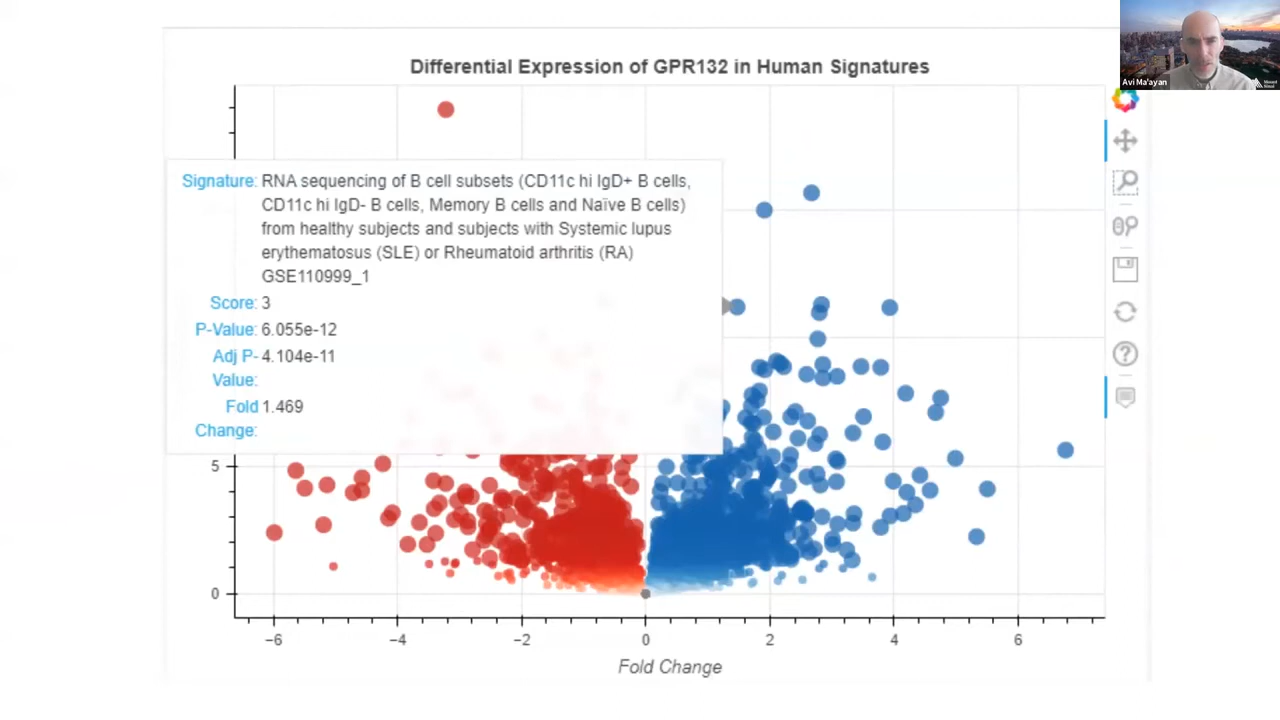 Differential Expression of GPR132 in Human Signatures
Avi Ma'ayan
Signature: RNA sequencing of B cell subsets (CD11c hi IgD+ B cells,
CD11c hi IgD- B cells, Memory B cells and Naïve B cells)
from healthy subjects and subjects with Systemic lupus
erythematosus (SLE) or Rheumatoid arthritis (RA)
GSE110999_1
Score: 3
P-Value: 6.055e-12
Adj P- 4.104e-11
Value:
Fold 1.469
Change:
5
0
−6 −4 −2 0 2 4 6
Fold Change